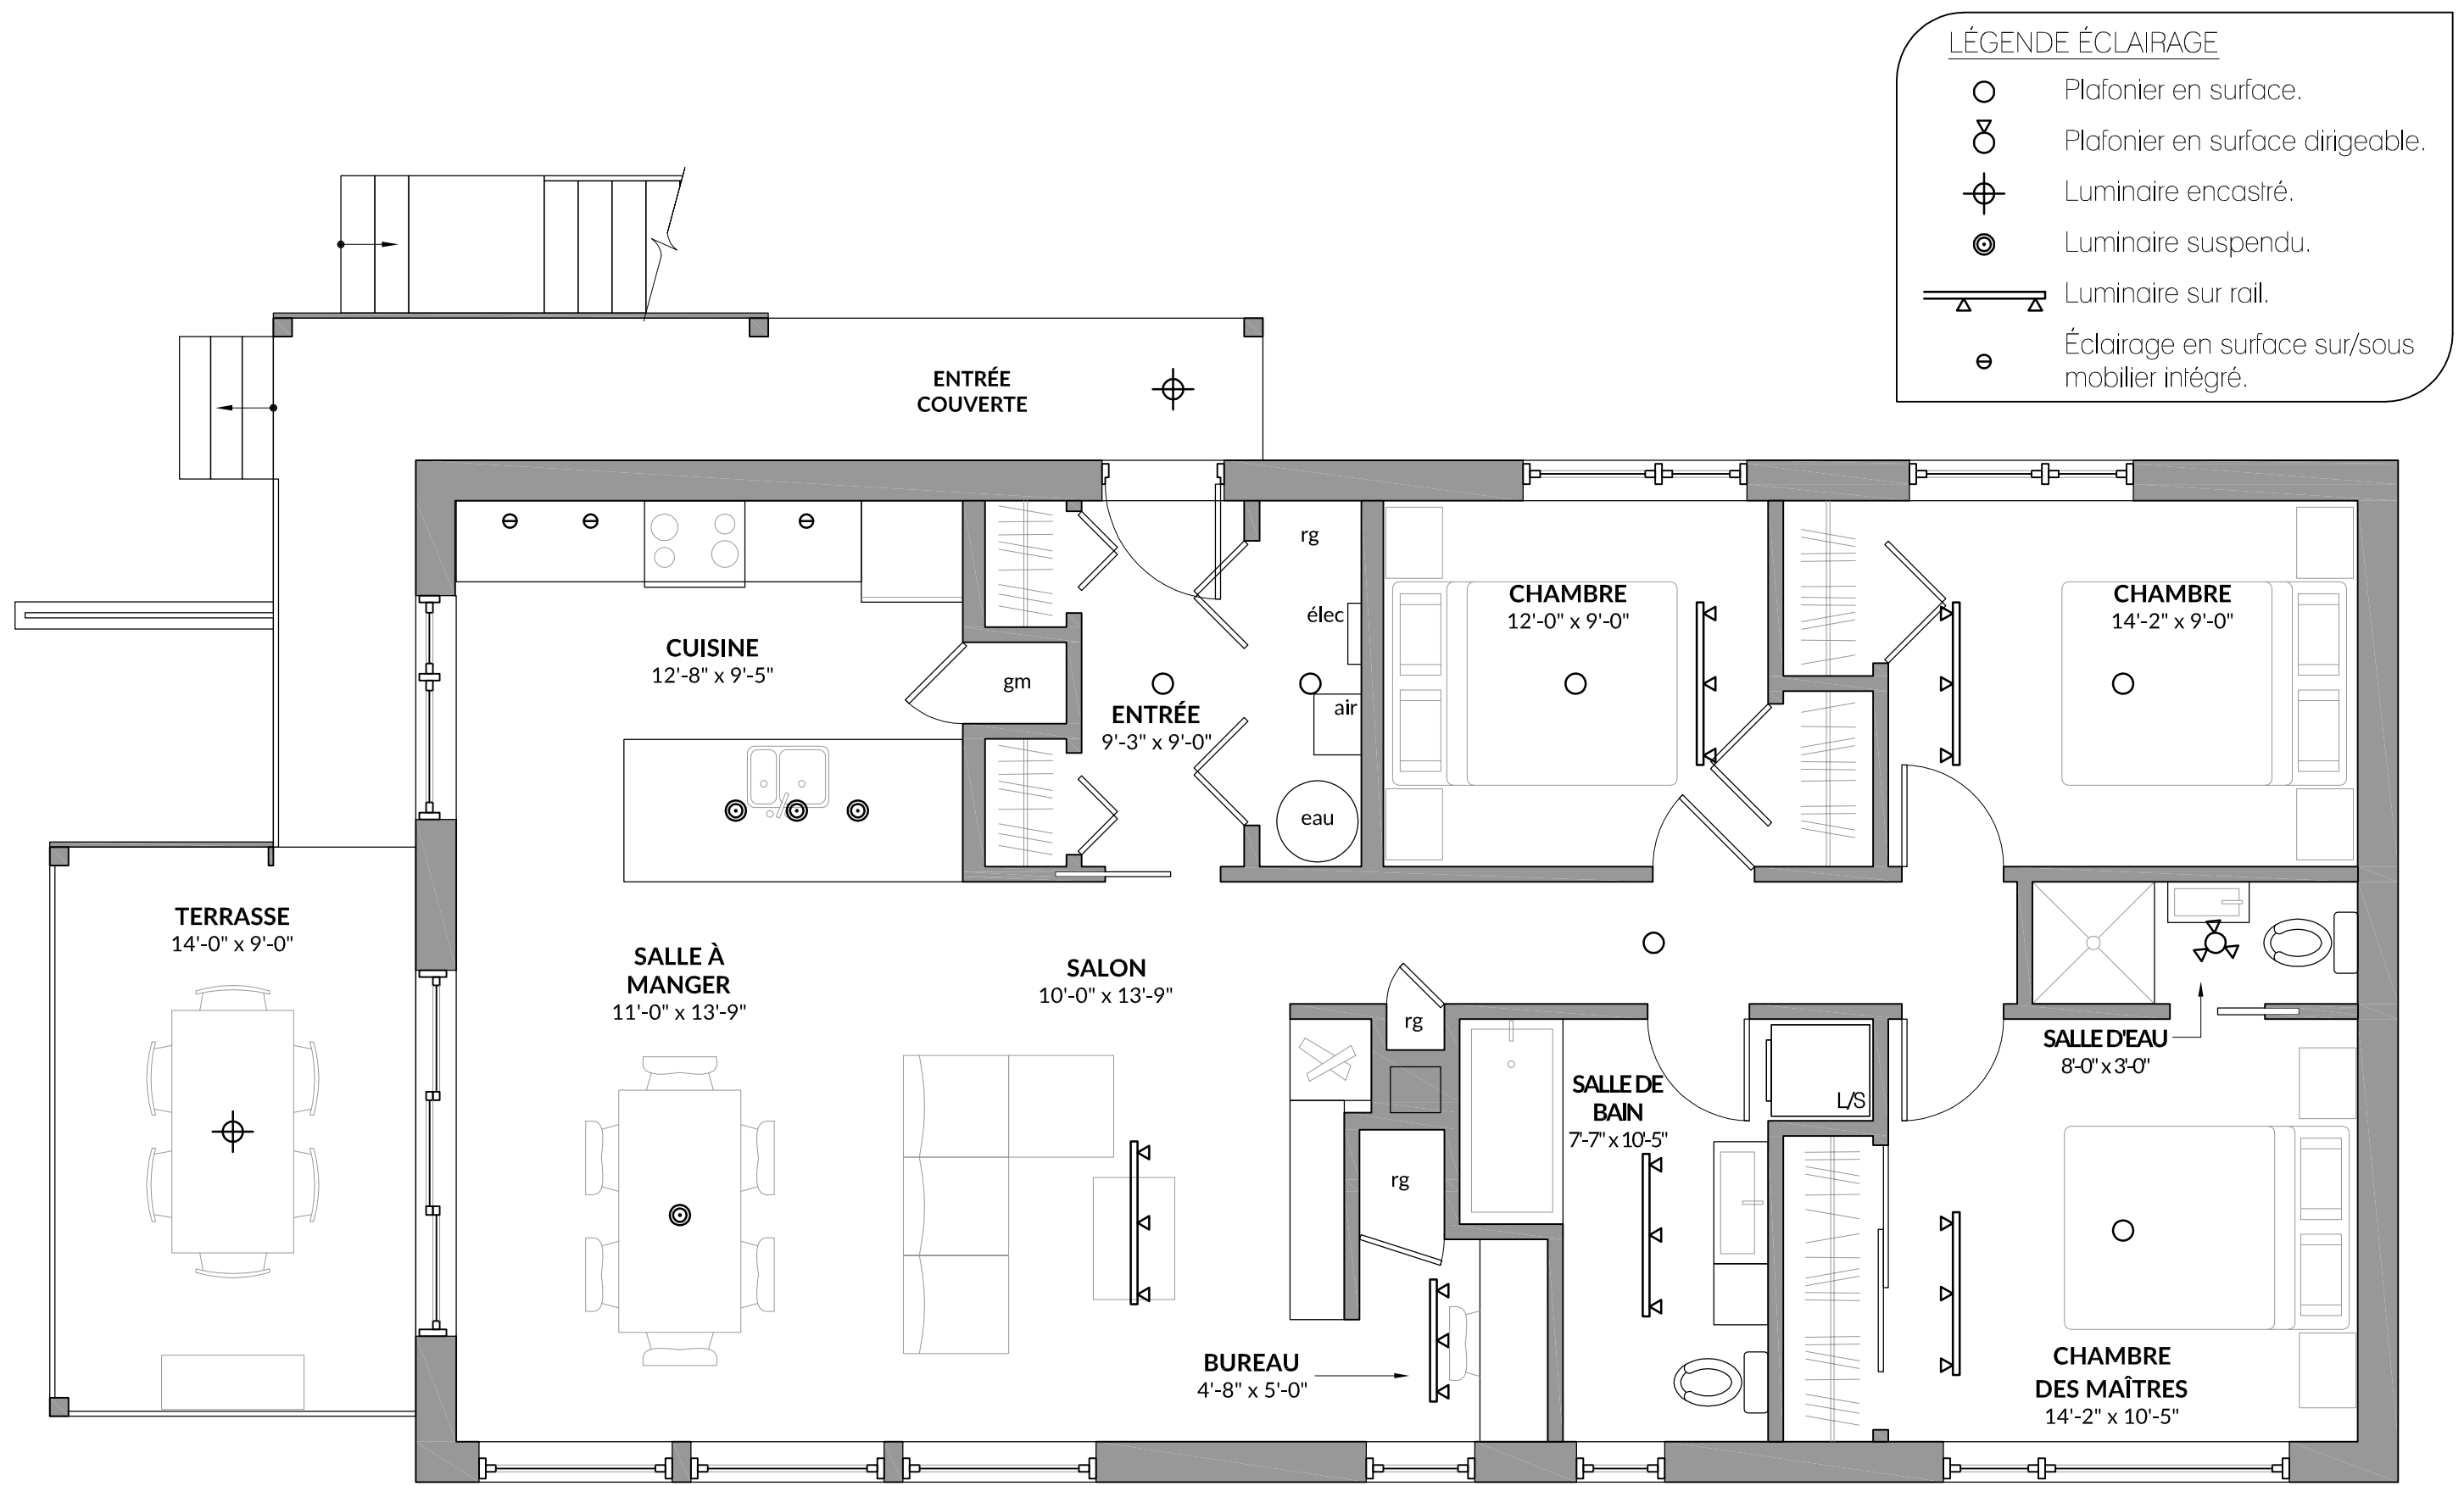 LÉGENDE ÉCLAIRAGE
Plafonier en surface.
Plafonier en surface dirigeable.
Luminaire encastré.
Luminaire suspendu.
Luminaire sur rail.
Éclairage en surface sur/sous
mobilier intégré.
ENTRÉE
COUVERTE
CUISINE
12'-8" x 9'-5"
gm
ENTRÉE
9'-3" x 9'-0"
rg
élec
air
eau
CHAMBRE
12'-0" x 9'-0"
CHAMBRE
14'-2" x 9'-0"
TERRASSE
14'-0" x 9'-0"
SALLE À
MANGER
11'-0" x 13'-9"
SALON
10'-0" x 13'-9"
rg
rg
BUREAU
4'-8" x 5'-0"
SALLE DE
BAIN
7'-7" x 10'-5"
L/S
SALLE D'EAU
8'-0" x 3'-0"
CHAMBRE
DES MAÎTRES
14'-2" x 10'-5"